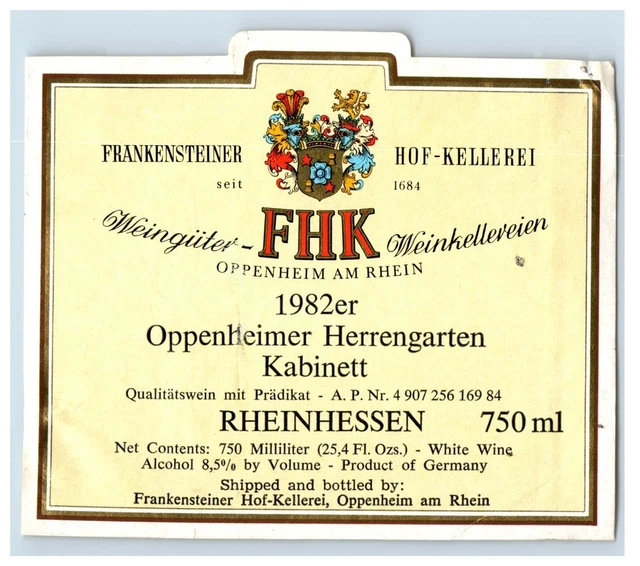 FRANKENSTEINER HOF-KELLEREI
seit 1684
Weingüter- FHK Weinkellereien
OPPENHEIM AM RHEIN
1982er
Oppenheimer Herrengarten
Kabinett
Qualitätswein mit Prädikat - A. P. Nr. 4 907 256 169 84
RHEINHESSEN 750 ml
Net Contents: 750 Milliliter (25,4 Fl. Ozs.) - White Wine
Alcohol 8,5% by Volume - Product of Germany
Shipped and bottled by:
Frankensteiner Hof-Kellerei, Oppenheim am Rhein